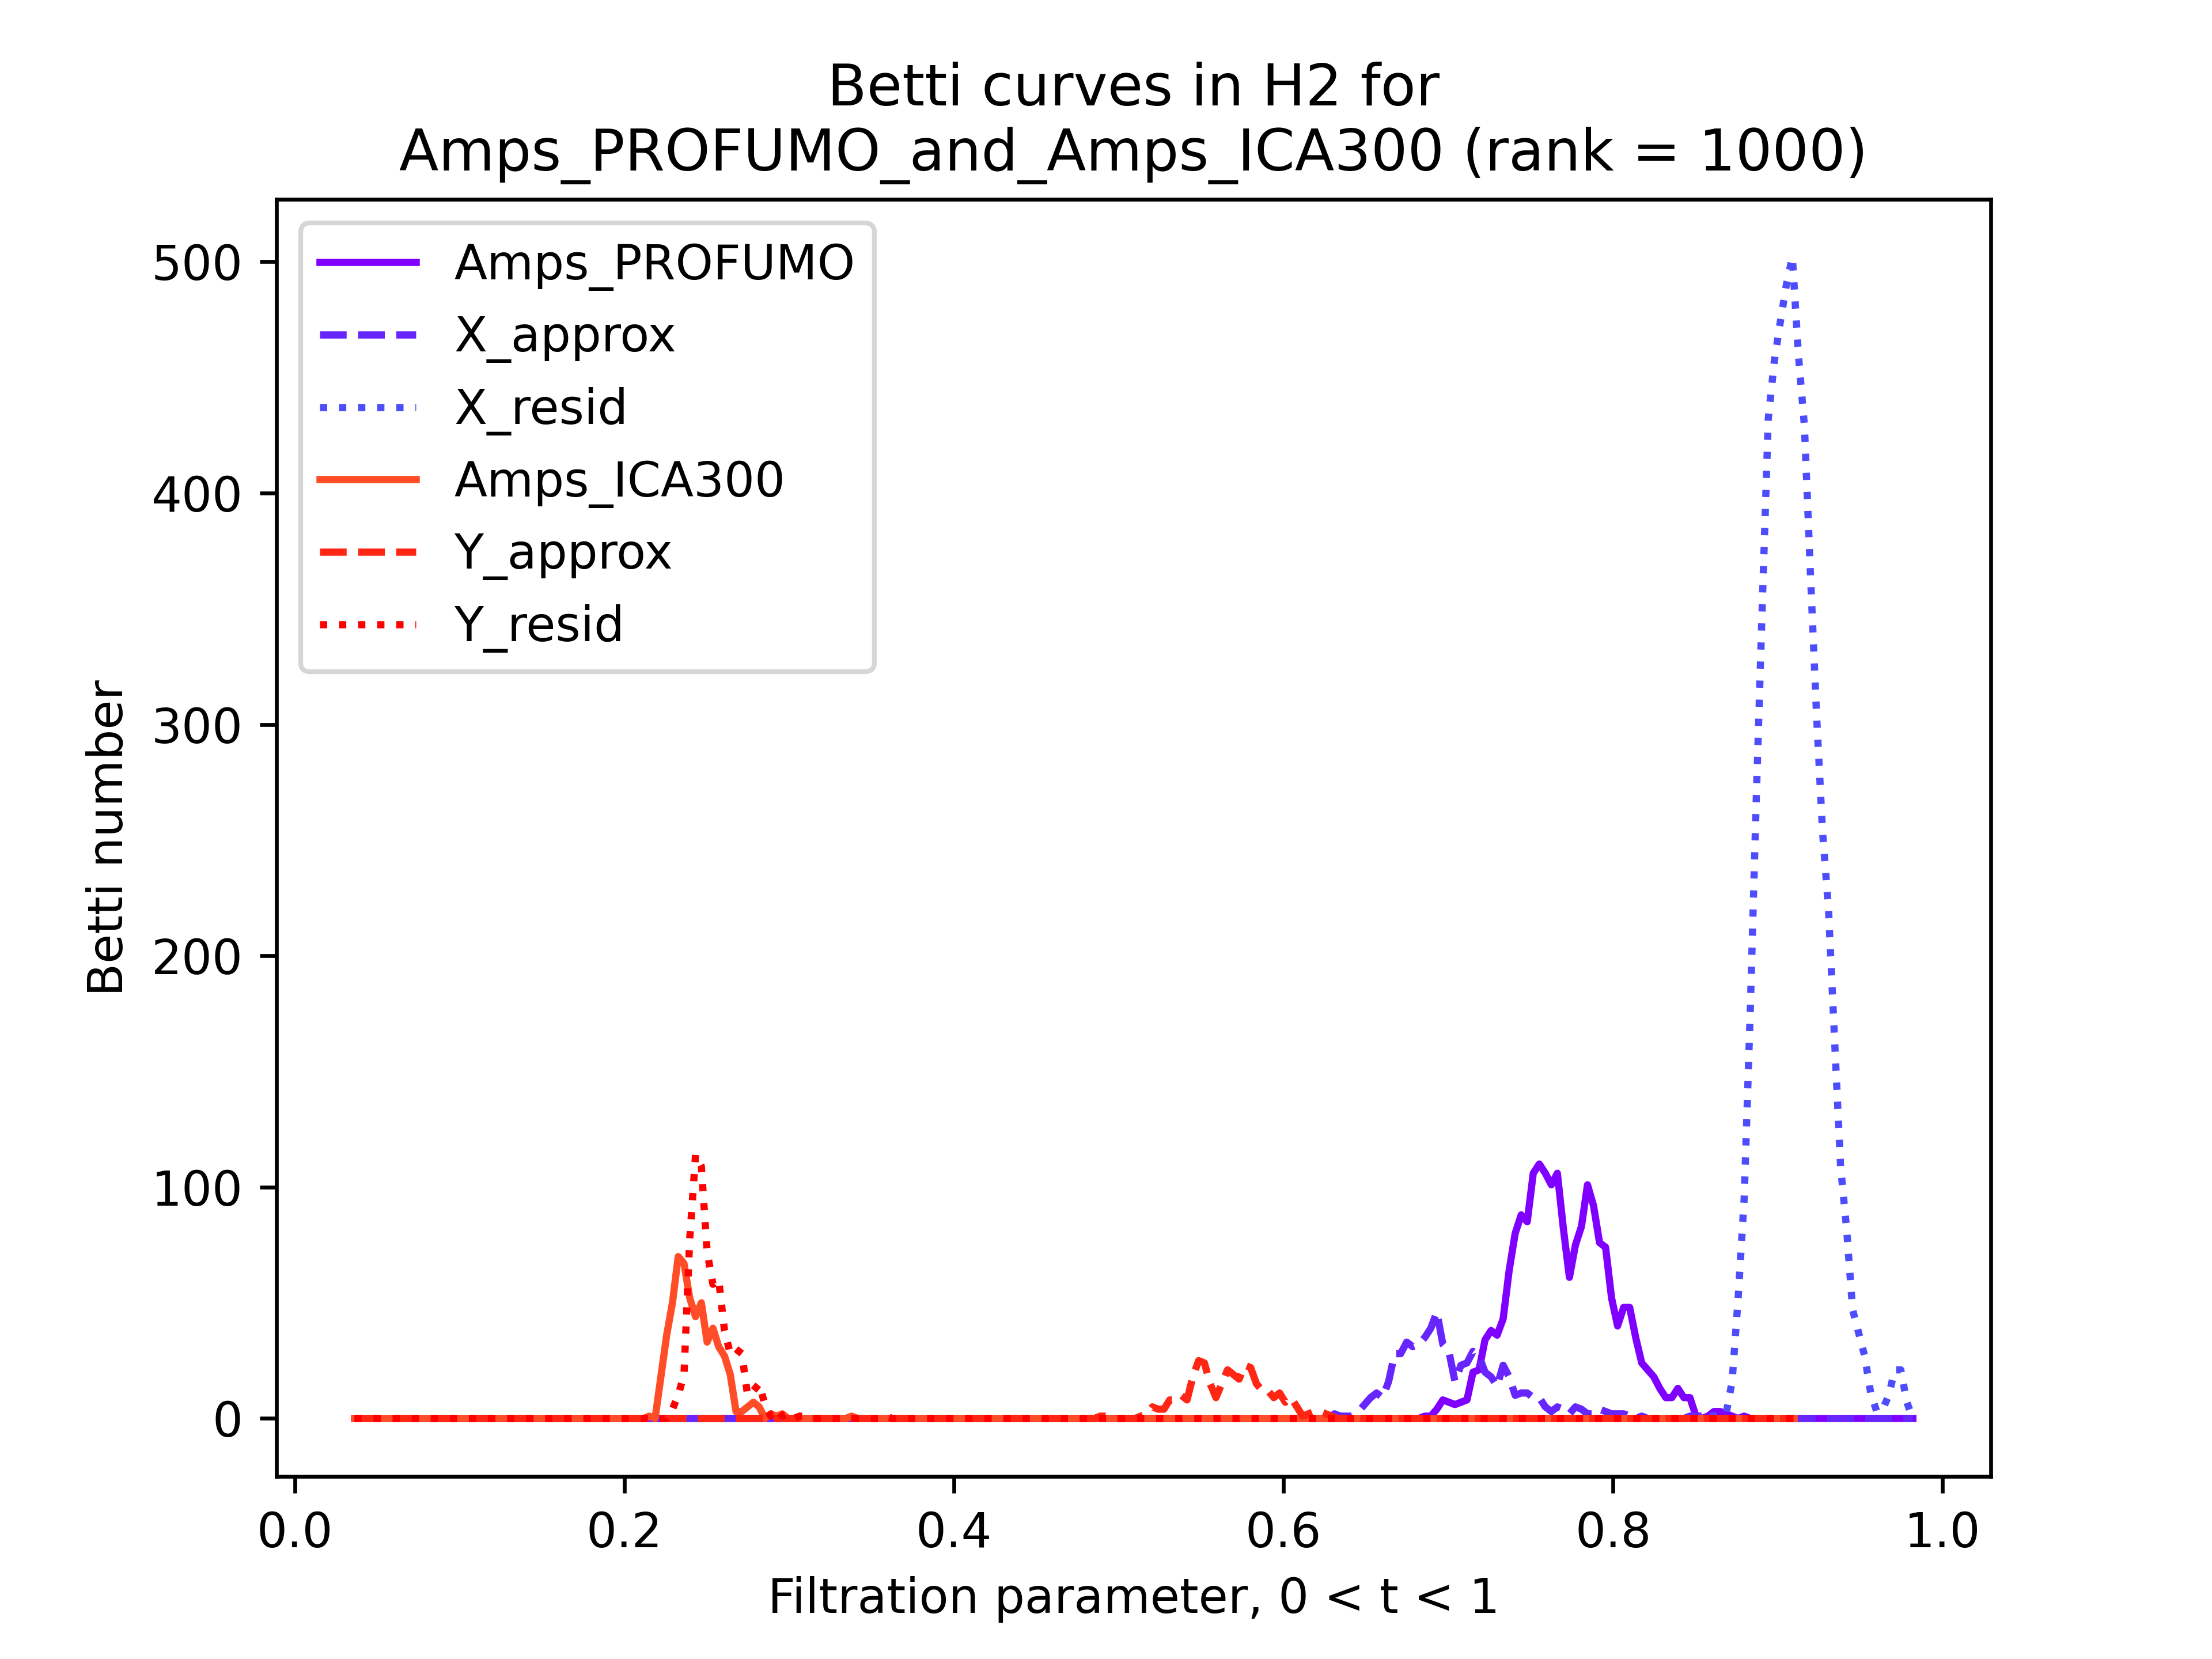 Betti curves in H2 for
Amps_PROFUMO_and_Amps_ICA300 (rank = 1000)
Amps_PROFUMO
X_approx
X_resid
Amps_ICA300
Y_approx
Y_resid
Betti number
500
400
300
200
100
0
0.0 0.2 0.4 0.6 0.8 1.0
Filtration parameter, 0 < t < 1